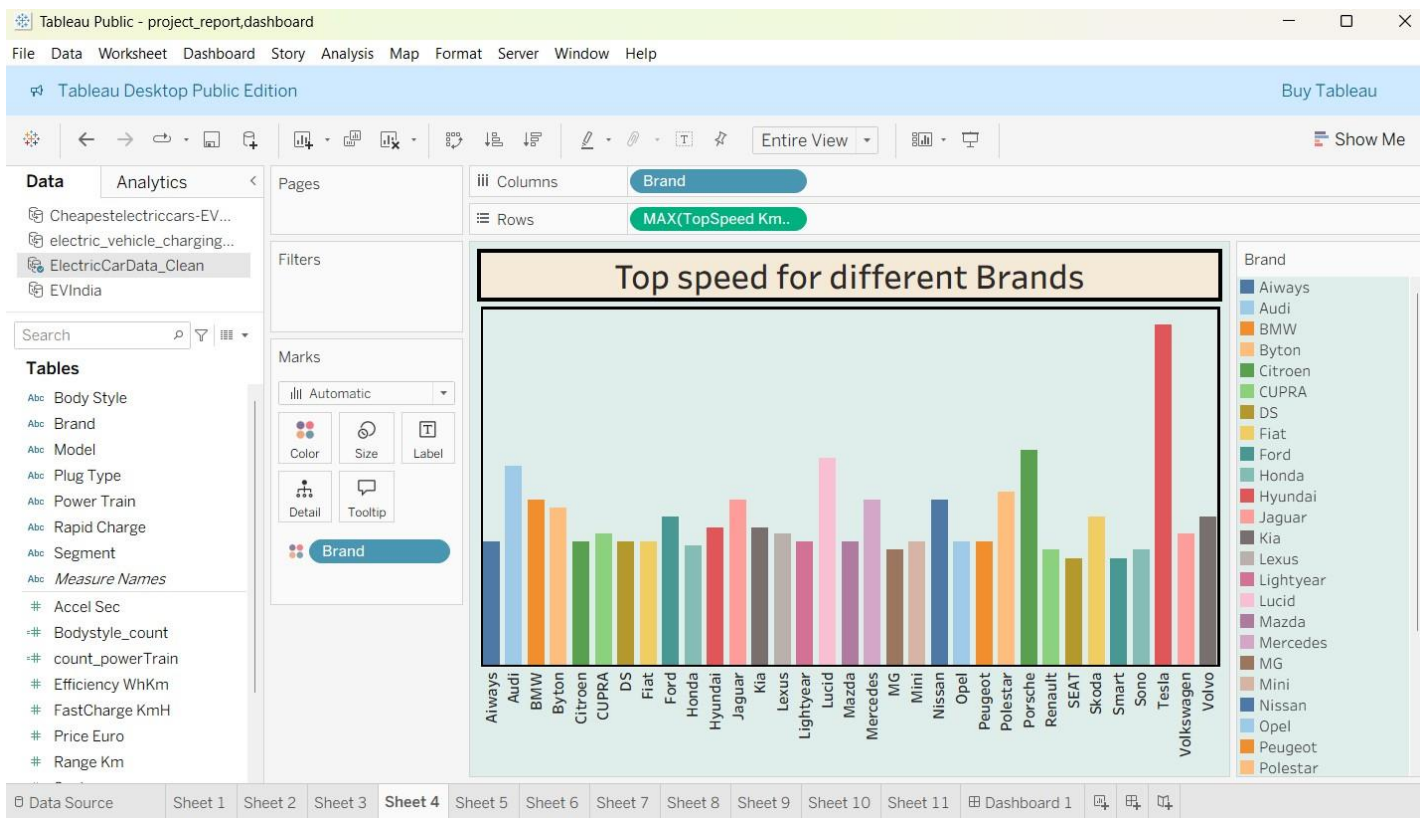 Tableau Public - project_report,dashboard
File Data Worksheet Dashboard Story Analysis Map Format Server Window Help
Tableau Desktop Public Edition
Buy Tableau
Entire View
Show Me
Data Analytics
Cheapestelectriccars-EV...
electric_vehicle_charging...
ElectricCarData_Clean
EVIndia
Search
Tables
Abc Body Style
Abc Brand
Abc Model
Abc Plug Type
Abc Power Train
Abc Rapid Charge
Abc Segment
Abc Measure Names
# Accel Sec
=# Bodystyle_count
=# count_powerTrain
# Efficiency WhKm
# FastCharge KmH
# Price Euro
# Range Km
Pages
Filters
Marks
Automatic
Color Size Label
Detail Tooltip
Brand
Columns Brand
Rows MAX(TopSpeed Km..
Top speed for different Brands
Aiways
Audi
BMW
Byton
Citroen
CUPRA
DS
Fiat
Ford
Honda
Hyundai
Jaguar
Kia
Lexus
Lightyear
Lucid
Mazda
Mercedes
MG
Mini
Nissan
Opel
Peugeot
Polestar
Porsche
Renault
SEAT
Skoda
Smart
Sono
Tesla
Volkswagen
Volvo
Brand
Aiways
Audi
BMW
Byton
Citroen
CUPRA
DS
Fiat
Ford
Honda
Hyundai
Jaguar
Kia
Lexus
Lightyear
Lucid
Mazda
Mercedes
MG
Mini
Nissan
Opel
Peugeot
Polestar
Data Source Sheet 1 Sheet 2 Sheet 3 Sheet 4 Sheet 5 Sheet 6 Sheet 7 Sheet 8 Sheet 9 Sheet 10 Sheet 11 Dashboard 1